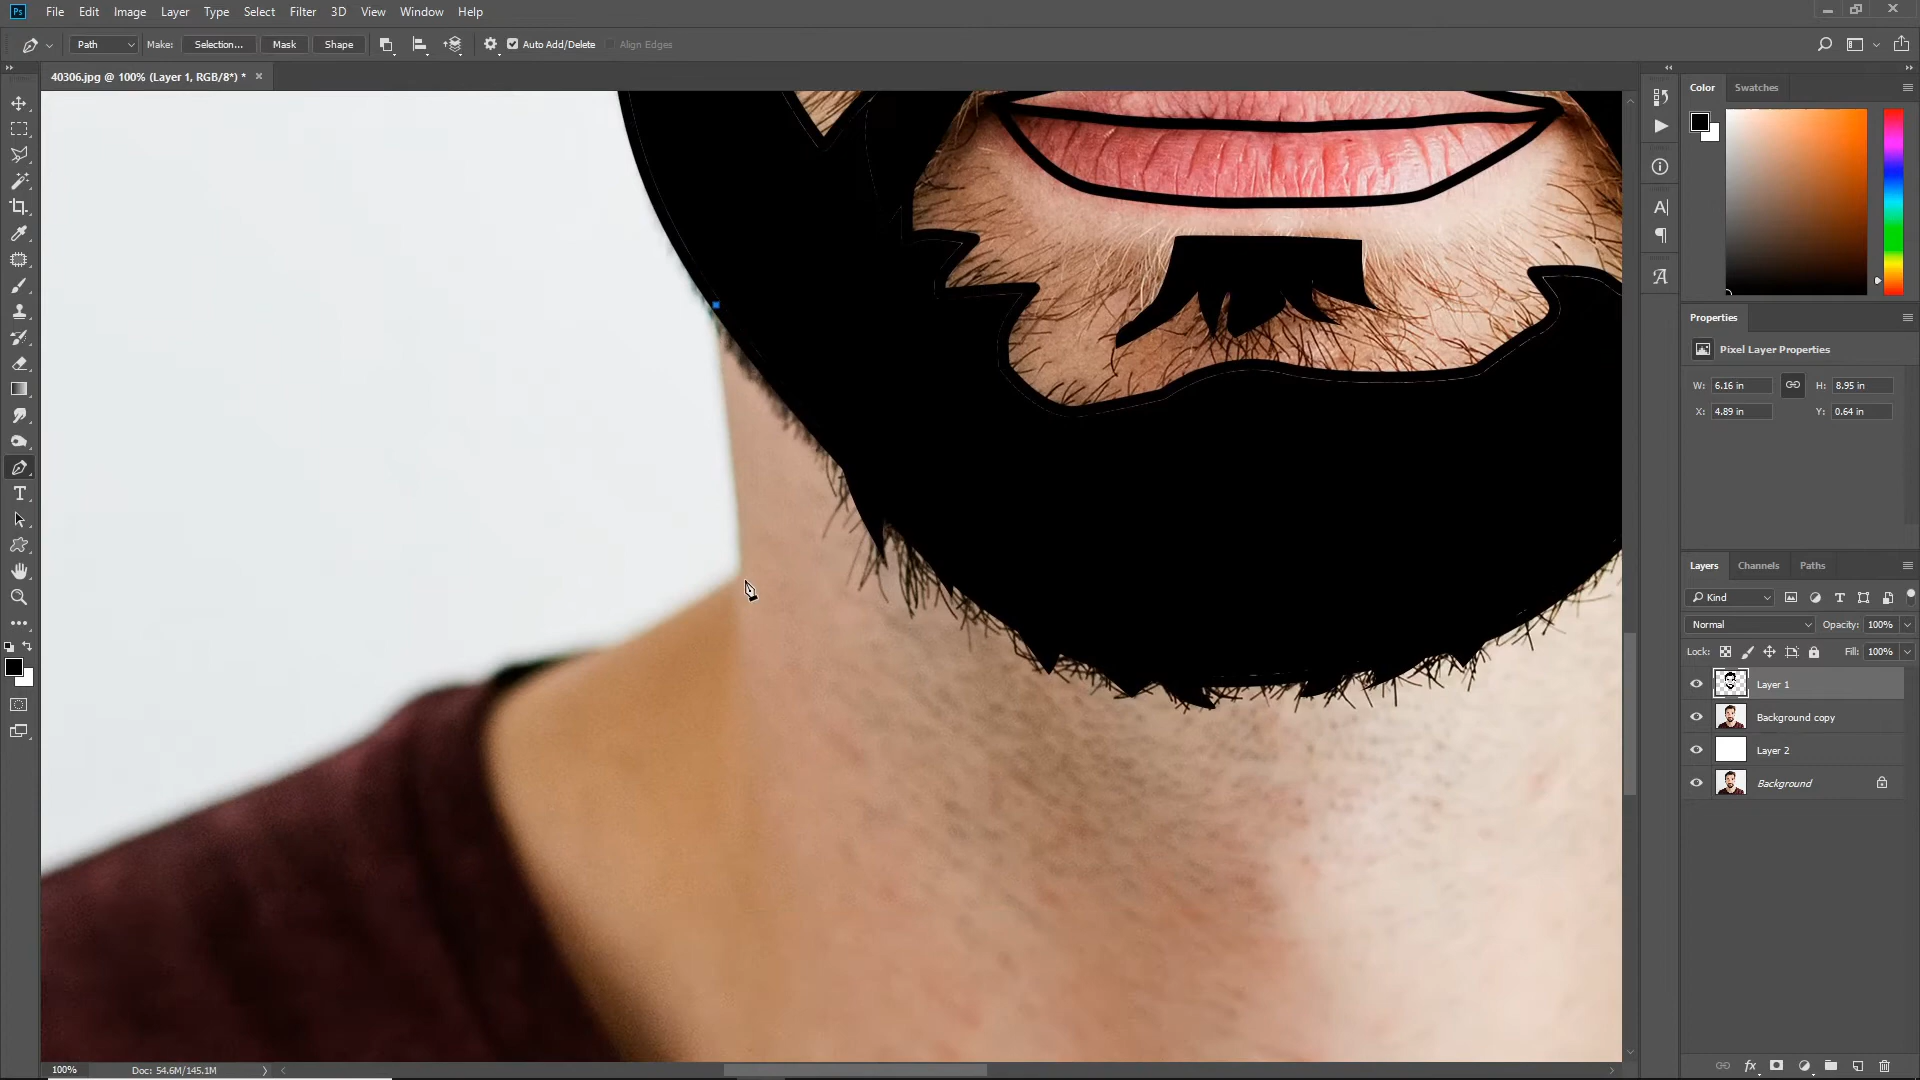 Ps File Edit Image Layer Type Select Filter 3D View Window Help
Path Make: Selection... Mask Shape Auto Add/Delete Align Edges
40306.jpg @ 100% (Layer 1, RGB/8*) * ×
Color Swatches
Properties
Pixel Layer Properties
W: 6.16 in H: 8.95 in
X: 4.89 in Y: 0.64 in
Layers Channels Paths
Kind
Normal Opacity: 100%
Lock: Fill: 100%
Layer 1
Background copy
Layer 2
Background
100% Doc: 54.6M/145.1M